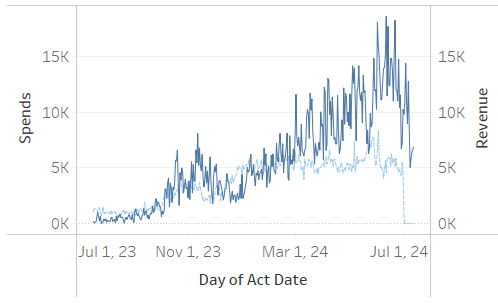 15K
15K
10K
10K
5K
5K
0K
0K
Spends
Revenue
Jul 1, 23
Nov 1, 23
Mar 1, 24
Jul 1, 24
Day of Act Date